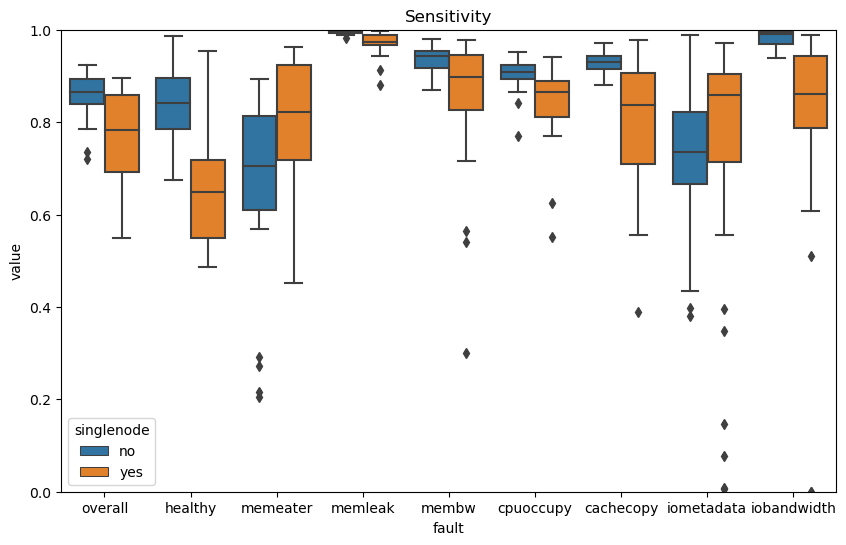 Sensitivity
value
1.0
0.8
0.6
0.4
0.2
0.0
singlenode
no
yes
overall healthy memeater memleak membw cpuoccupy cachecopy iometadata iobandwidth
fault